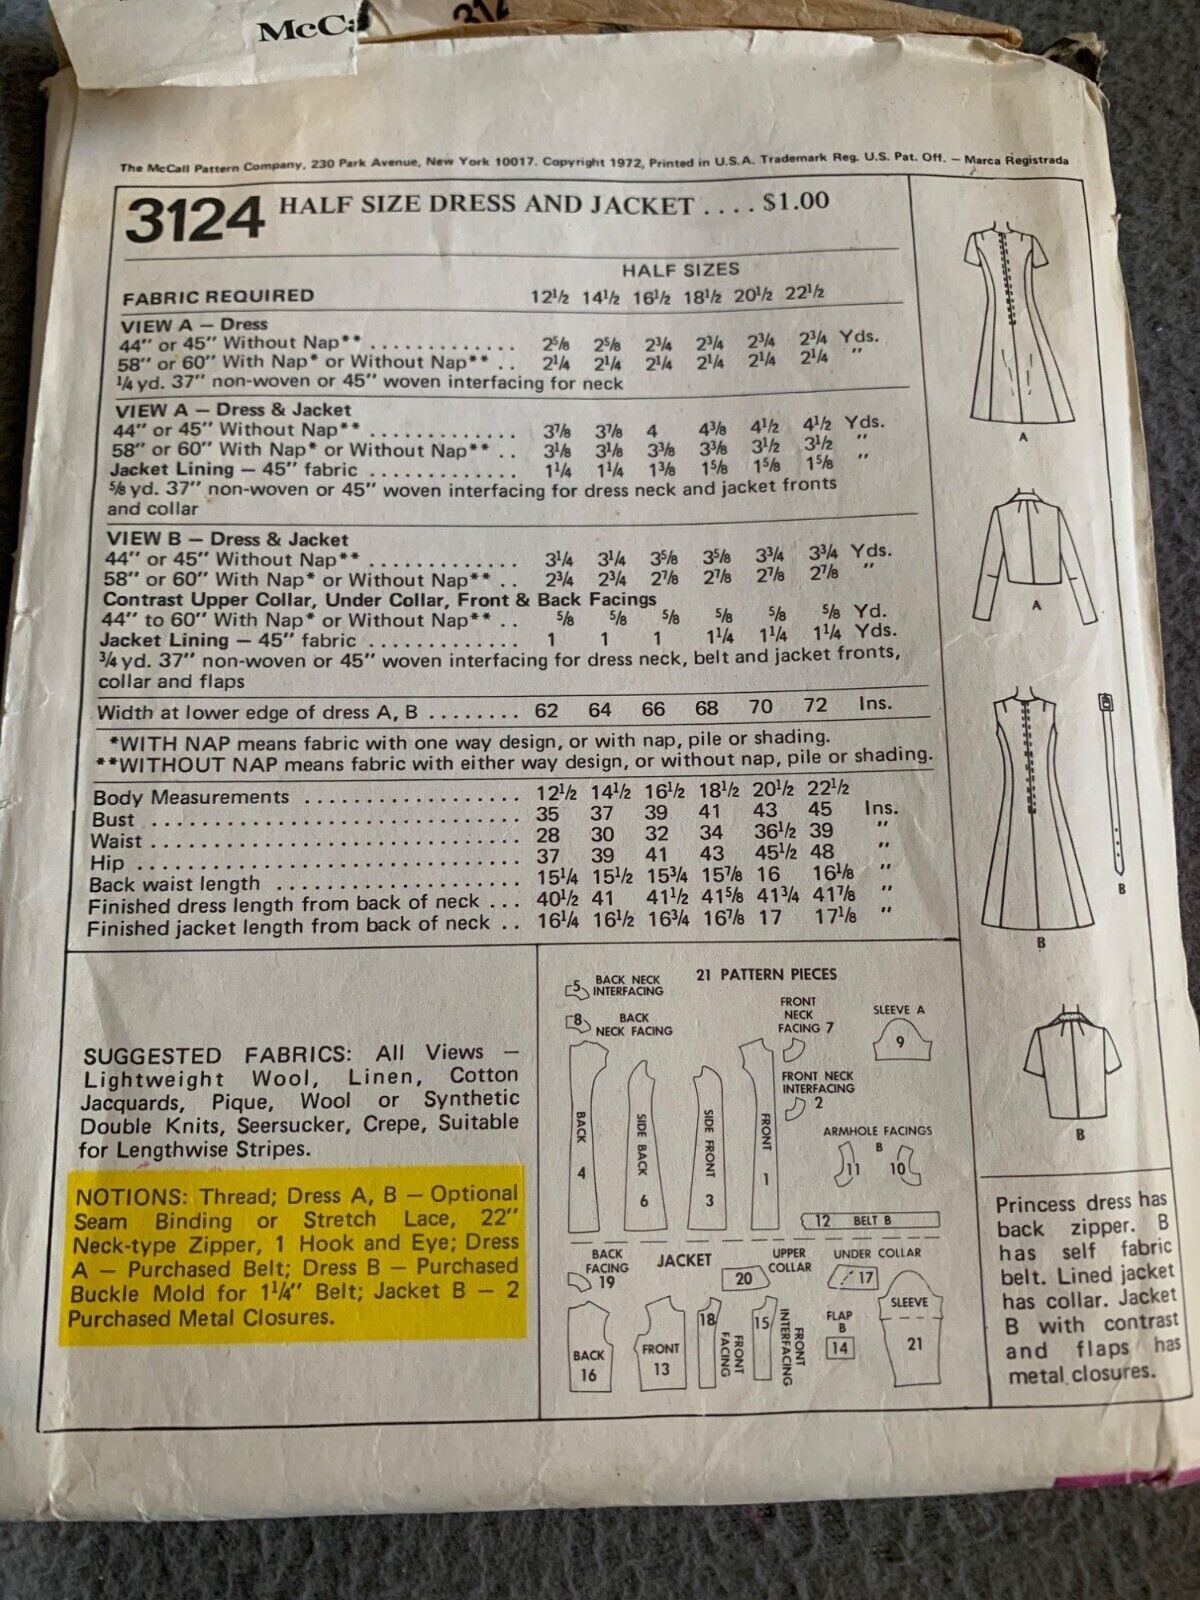 McCa
312
The McCall Pattern Company, 230 Park Avenue, New York 10017. Copyright 1972, Printed in U.S.A. Trademark Reg. U.S. Pat. Off. — Marca Registrada
3124 HALF SIZE DRESS AND JACKET .... $1.00
HALF SIZES
FABRIC REQUIRED 12½ 14½ 16½ 18½ 20½ 22½
VIEW A — Dress
44" or 45" Without Nap** ............. 2⅝ 2⅝ 2¾ 2¾ 2¾ 2¾ Yds.
58" or 60" With Nap* or Without Nap** .. 2¼ 2¼ 2¼ 2¼ 2¼ 2¼ "
¼ yd. 37" non-woven or 45" woven interfacing for neck
VIEW A — Dress & Jacket
44" or 45" Without Nap** ............. 3⅞ 3⅞ 4 4⅜ 4½ 4½ Yds.
58" or 60" With Nap* or Without Nap** .. 3⅛ 3⅛ 3⅜ 3⅜ 3½ 3½ "
Jacket Lining — 45" fabric ............. 1¼ 1¼ 1⅜ 1⅝ 1⅝ 1⅝ "
⅝ yd. 37" non-woven or 45" woven interfacing for dress neck and jacket fronts
and collar
VIEW B — Dress & Jacket
44" or 45" Without Nap** ............. 3¼ 3¼ 3⅝ 3⅝ 3¾ 3¾ Yds.
58" or 60" With Nap* or Without Nap** .. 2¾ 2¾ 2⅞ 2⅞ 2⅞ 2⅞ "
Contrast Upper Collar, Under Collar, Front & Back Facings
44" to 60" With Nap* or Without Nap** .. ⅝ ⅝ ⅝ ⅝ ⅝ ⅝ Yd.
Jacket Lining — 45" fabric ............. 1 1 1 1¼ 1¼ 1¼ Yds.
¾ yd. 37" non-woven or 45" woven interfacing for dress neck, belt and jacket fronts,
collar and flaps
Width at lower edge of dress A, B ........ 62 64 66 68 70 72 Ins.
*WITH NAP means fabric with one way design, or with nap, pile or shading.
**WITHOUT NAP means fabric with either way design, or without nap, pile or shading.
Body Measurements ................... 12½ 14½ 16½ 18½ 20½ 22½
Bust ................................ 35 37 39 41 43 45 Ins.
Waist ............................... 28 30 32 34 36½ 39 "
Hip ................................. 37 39 41 43 45½ 48 "
Back waist length ..................... 15¼ 15½ 15¾ 15⅞ 16 16⅛ "
Finished dress length from back of neck ... 40½ 41 41½ 41⅝ 41¾ 41⅞ "
Finished jacket length from back of neck .. 16¼ 16½ 16¾ 16⅞ 17 17⅛ "
A
A
B
B
B
SUGGESTED FABRICS: All Views —
Lightweight Wool, Linen, Cotton
Jacquards, Pique, Wool or Synthetic
Double Knits, Seersucker, Crepe, Suitable
for Lengthwise Stripes.
NOTIONS: Thread; Dress A, B — Optional
Seam Binding or Stretch Lace, 22"
Neck-type Zipper, 1 Hook and Eye; Dress
A — Purchased Belt; Dress B — Purchased
Buckle Mold for 1¼" Belt; Jacket B — 2
Purchased Metal Closures.
21 PATTERN PIECES
5 BACK NECK
INTERFACING
8 BACK
NECK FACING
FRONT
NECK
FACING 7
SLEEVE A
9
FRONT NECK
INTERFACING
2
BACK
4
SIDE BACK
6
SIDE FRONT
3
FRONT
1
ARMHOLE FACINGS
B
11 10
12 BELT B
BACK
FACING
19
JACKET
UPPER
COLLAR
20
UNDER COLLAR
17
BACK
16
FRONT
13
18
FRONT
FACING
15
FRONT
INTERFACING
FLAP
B
14
SLEEVE
21
Princess dress has
back zipper. B
has self fabric
belt. Lined jacket
has collar. Jacket
B with contrast
and flaps has
metal closures.